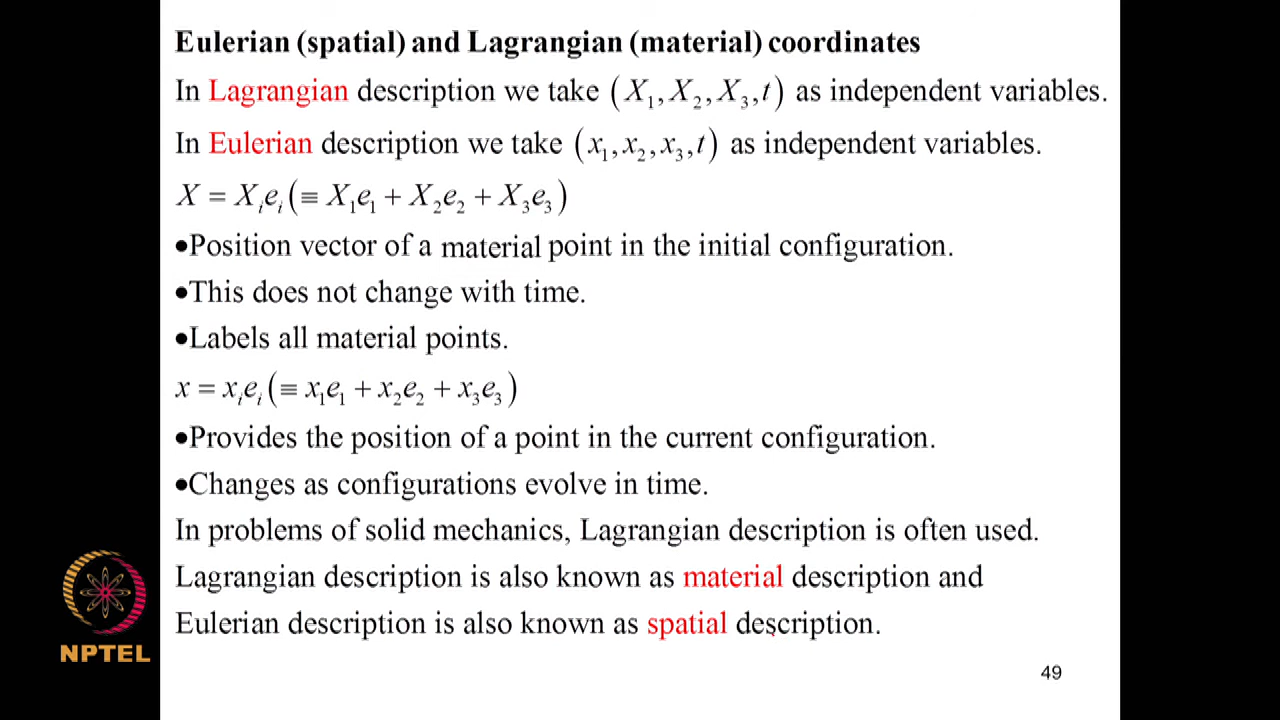 Eulerian (spatial) and Lagrangian (material) coordinates
In Lagrangian description we take (X₁, X₂, X₃, t) as independent variables.
In Eulerian description we take (x₁, x₂, x₃, t) as independent variables.
X = Xᵢeᵢ (≡ X₁e₁ + X₂e₂ + X₃e₃)
•Position vector of a material point in the initial configuration.
•This does not change with time.
•Labels all material points.
x = xᵢeᵢ (≡ x₁e₁ + x₂e₂ + x₃e₃)
•Provides the position of a point in the current configuration.
•Changes as configurations evolve in time.
In problems of solid mechanics, Lagrangian description is often used.
Lagrangian description is also known as material description and
Eulerian description is also known as spatial description.
NPTEL
49